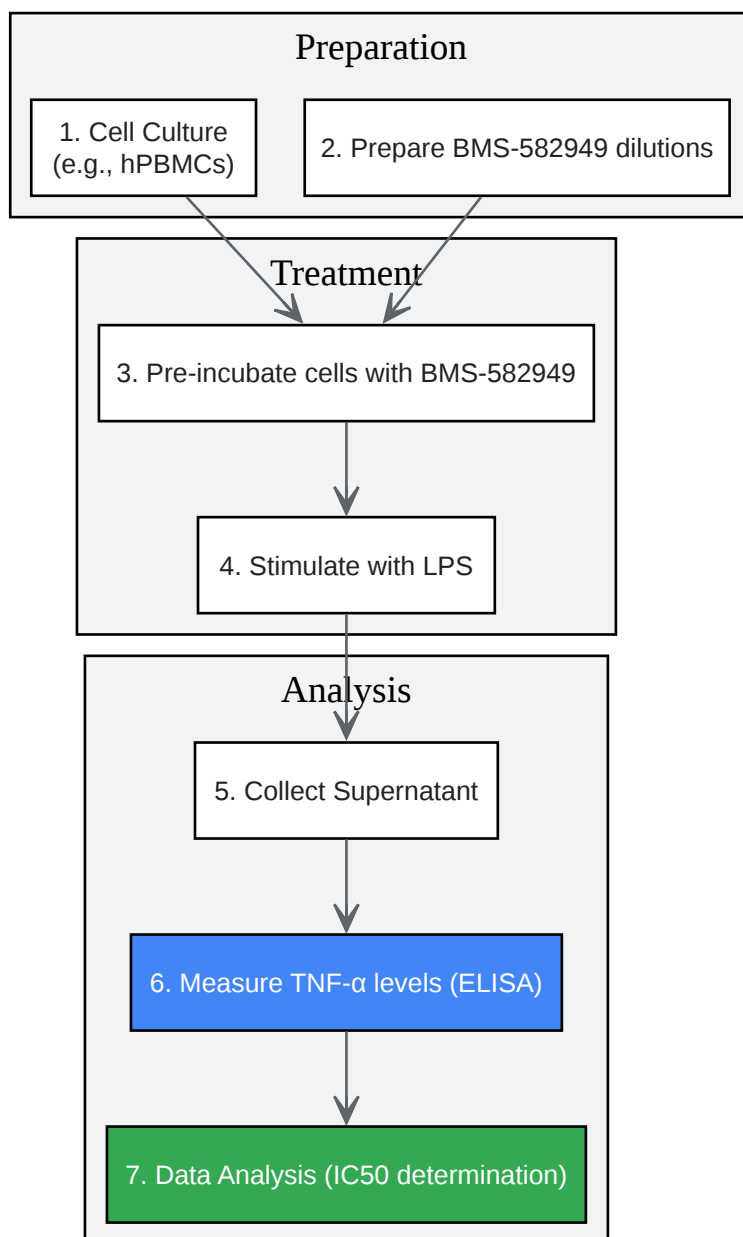 Preparation
1. Cell Culture
(e.g., hPBMCs)
2. Prepare BMS-582949 dilutions
Treatment
3. Pre-incubate cells with BMS-582949
4. Stimulate with LPS
Analysis
5. Collect Supernatant
6. Measure TNF-α levels (ELISA)
7. Data Analysis (IC50 determination)